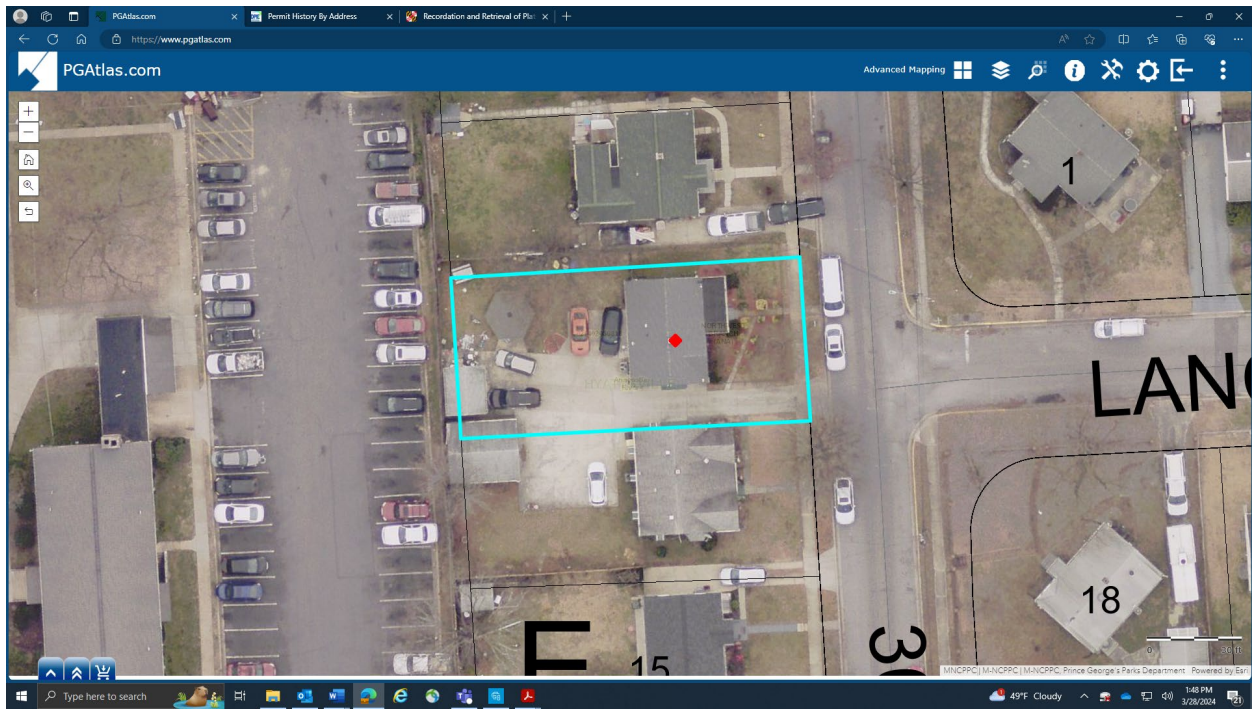 PGAtlas.com
Permit History By Address
Recordation and Retrieval of Plat
https://www.pgatlas.com
PGAtlas.com
Advanced Mapping
1
LAN
18
E
15
30
0
MNCPPC | M-NCPPC | M-NCPPC, Prince George's Parks Department
Powered by Esri
Type here to search
49°F Cloudy
1:48 PM
3/28/2024
21